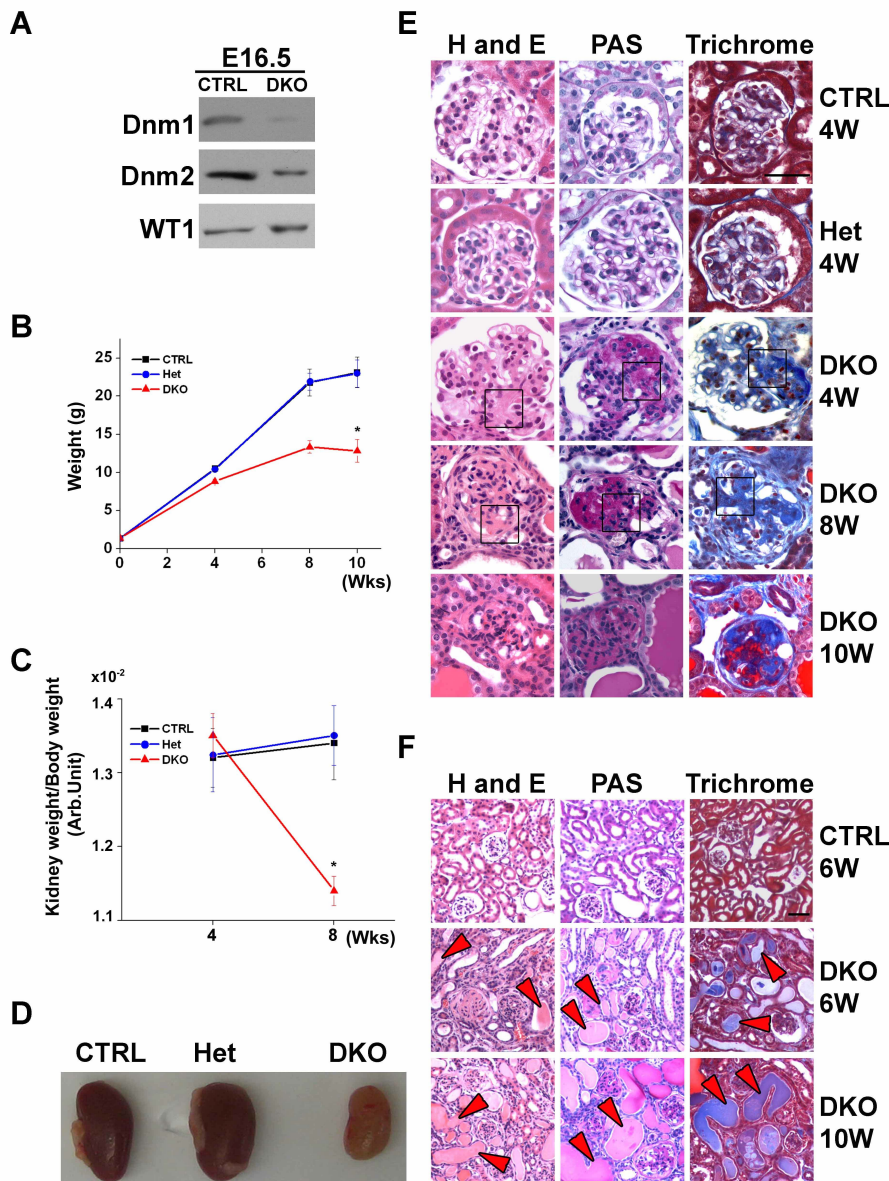 A
E16.5
CTRL DKO
Dnm1
Dnm2
WT1
B
CTRL
Het
DKO
Weight (g)
25
20
15
10
5
0
*
0 2 4 6 8 10
(Wks)
C
x10-2
1.4
1.3
1.2
1.1
CTRL
Het
DKO
Kidney weight/Body weight
(Arb.Unit)
*
4 8 (Wks)
D
CTRL Het DKO
E
H and E PAS Trichrome
CTRL
4W
Het
4W
DKO
4W
DKO
8W
DKO
10W
F
H and E PAS Trichrome
CTRL
6W
DKO
6W
DKO
10W